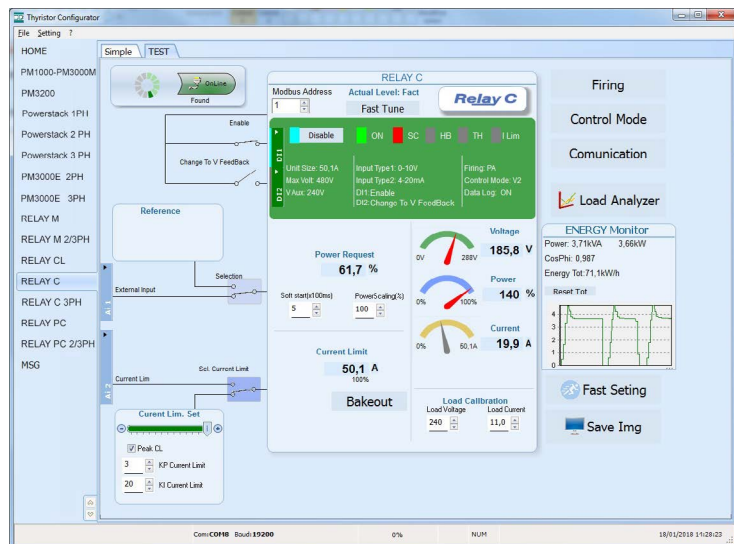 Thyristor Configurator
File Setting ?
HOME
PM1000-PM3000M
PM3200
Powerstack 1PH
Powerstack 2 PH
Powerstack 3 PH
PM3000E 2PH
PM3000E 3PH
RELAY M
RELAY M 2/3PH
RELAY CL
RELAY C
RELAY C 3PH
RELAY PC
RELAY PC 2/3PH
MSG
Simple TEST
OnLine
Found
Enable
Change To V FeedBack
Reference
Selection
AI 1
External Input
Sel. Current Limit
AI 2
Current Lim
Curent Lim. Set
Peak CL
3 KP Current Limit
20 KI Current Limit
RELAY C
Modbus Address
1
Actual Level: Fact
Fast Tune
Relay C
DI1
Disable ON SC HB TH I Lim
DI2
Unit Size: 50,1A Input Type1: 0-10V Firing: PA
Max Volt: 480V Input Type2: 4-20mA Control Mode: V2
V Aux: 240V DI1:Enable Data Log: ON
DI2:Change To V FeedBack
Power Request
61,7 %
Soft start(x100ms) PowerScaling(%)
5 100
Current Limit
50,1 A
100%
Bakeout
Voltage
0V 288V 185,8 V
Power
0% 100% 140 %
Current
0% 50,1A 19,9 A
Load Calibration
Load Voltage Load Current
240 11,0
Firing
Control Mode
Comunication
Load Analyzer
ENERGY Monitor
Power: 3,71kVA 3,66kW
CosPhi: 0,987
Energy Tot:71,1kW/h
Reset Tot
4
3
2
1
0
Fast Seting
Save Img
Com:COM8 Boud:19200 0% NUM 18/01/2018 14:28:23